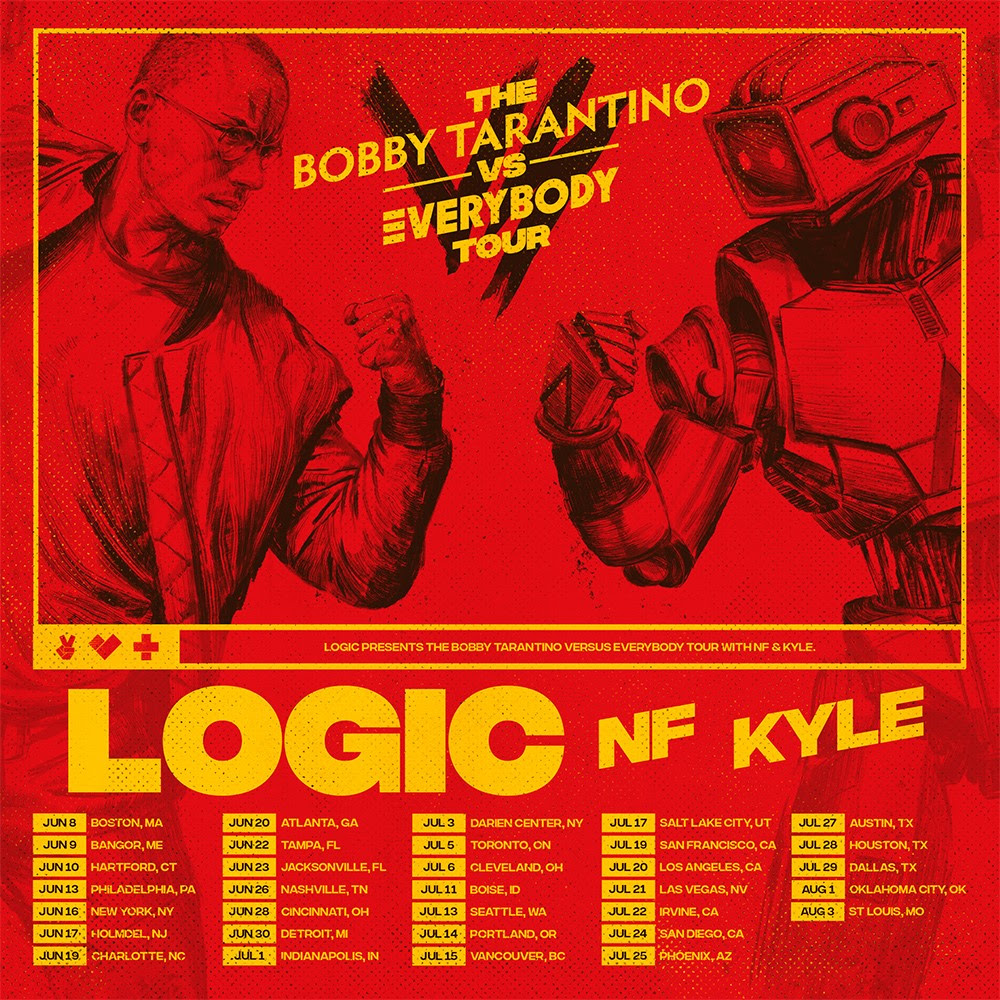 THE
BOBBY TARANTINO
VS
EVERYBODY
TOUR
LOGIC PRESENTS THE BOBBY TARANTINO VERSUS EVERYBODY TOUR WITH NF & KYLE.
LOGIC NF KYLE
JUN 8 BOSTON, MA
JUN 9 BANGOR, ME
JUN 10 HARTFORD, CT
JUN 13 PHILADELPHIA, PA
JUN 16 NEW YORK, NY
JUN 17 HOLMDEL, NJ
JUN 19 CHARLOTTE, NC
JUN 20 ATLANTA, GA
JUN 22 TAMPA, FL
JUN 23 JACKSONVILLE, FL
JUN 26 NASHVILLE, TN
JUN 28 CINCINNATI, OH
JUN 30 DETROIT, MI
JUL 1 INDIANAPOLIS, IN
JUL 3 DARIEN CENTER, NY
JUL 5 TORONTO, ON
JUL 6 CLEVELAND, OH
JUL 11 BOISE, ID
JUL 13 SEATTLE, WA
JUL 14 PORTLAND, OR
JUL 15 VANCOUVER, BC
JUL 17 SALT LAKE CITY, UT
JUL 19 SAN FRANCISCO, CA
JUL 20 LOS ANGELES, CA
JUL 21 LAS VEGAS, NV
JUL 22 IRVINE, CA
JUL 24 SAN DIEGO, CA
JUL 25 PHOENIX, AZ
JUL 27 AUSTIN, TX
JUL 28 HOUSTON, TX
JUL 29 DALLAS, TX
AUG 1 OKLAHOMA CITY, OK
AUG 3 ST LOUIS, MO